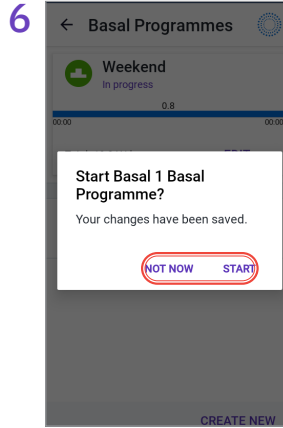 6
Basal Programmes
Weekend
In progress
0.8
00:00 00:00
Start Basal 1 Basal
Programme?
Your changes have been saved.
NOT NOW START
CREATE NEW